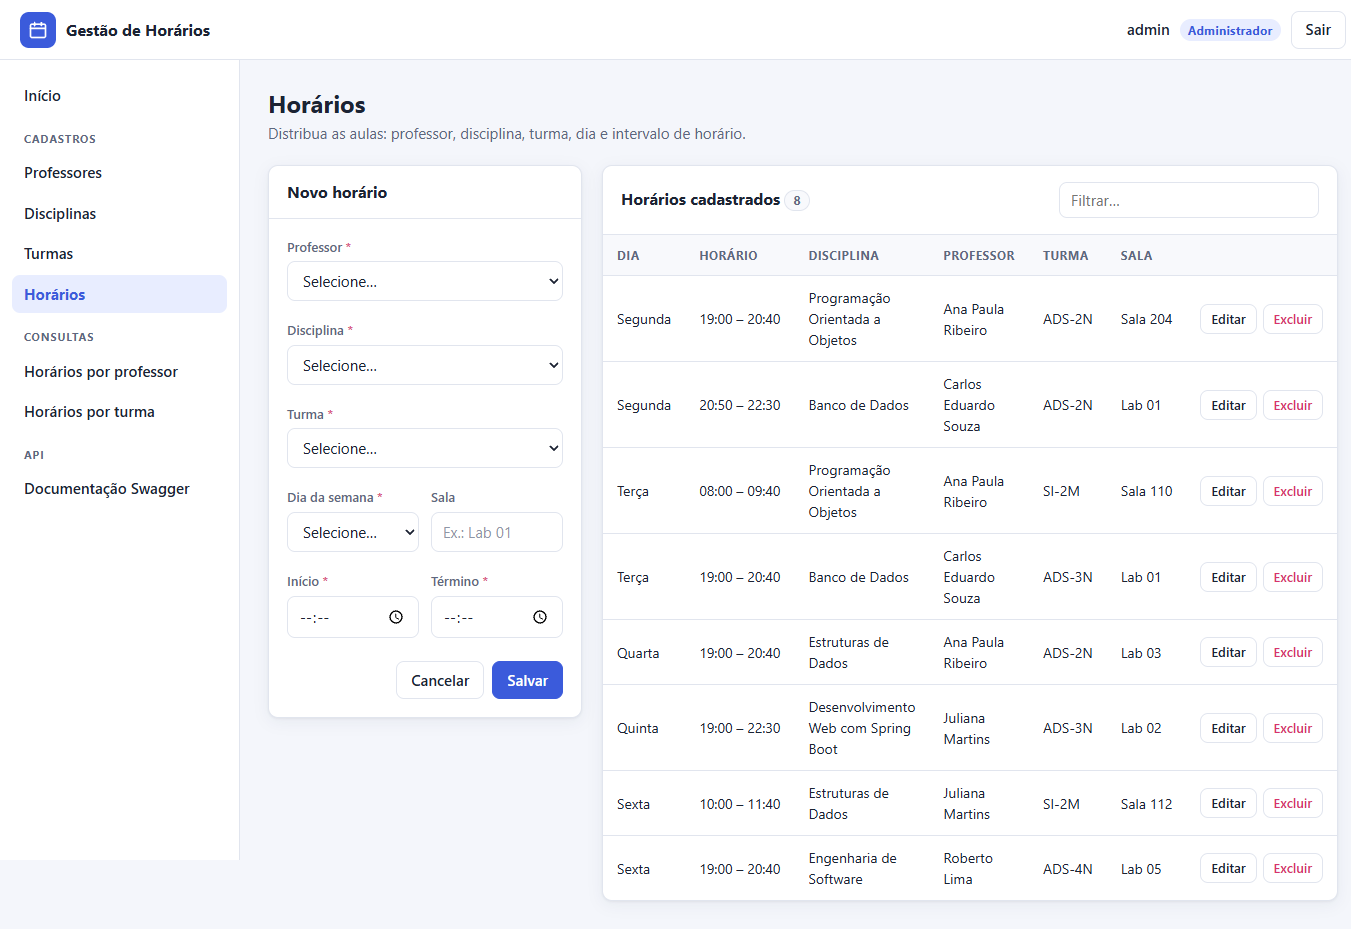 Gestão de Horários
admin Administrador Sair
Início
CADASTROS
Professores
Disciplinas
Turmas
Horários
CONSULTAS
Horários por professor
Horários por turma
API
Documentação Swagger
Horários
Distribua as aulas: professor, disciplina, turma, dia e intervalo de horário.
Novo horário
Professor *
Selecione...
Disciplina *
Selecione...
Turma *
Selecione...
Dia da semana * Sala
Selecione... Ex.: Lab 01
Início * Término *
--:-- --:--
Cancelar Salvar
Horários cadastrados 8 Filtrar...
DIA HORÁRIO DISCIPLINA PROFESSOR TURMA SALA
Segunda 19:00 – 20:40 Programação Orientada a Objetos Ana Paula Ribeiro ADS-2N Sala 204 Editar Excluir
Segunda 20:50 – 22:30 Banco de Dados Carlos Eduardo Souza ADS-2N Lab 01 Editar Excluir
Terça 08:00 – 09:40 Programação Orientada a Objetos Ana Paula Ribeiro SI-2M Sala 110 Editar Excluir
Terça 19:00 – 20:40 Banco de Dados Carlos Eduardo Souza ADS-3N Lab 01 Editar Excluir
Quarta 19:00 – 20:40 Estruturas de Dados Ana Paula Ribeiro ADS-2N Lab 03 Editar Excluir
Quinta 19:00 – 22:30 Desenvolvimento Web com Spring Boot Juliana Martins ADS-3N Lab 02 Editar Excluir
Sexta 10:00 – 11:40 Estruturas de Dados Juliana Martins SI-2M Sala 112 Editar Excluir
Sexta 19:00 – 20:40 Engenharia de Software Roberto Lima ADS-4N Lab 05 Editar Excluir